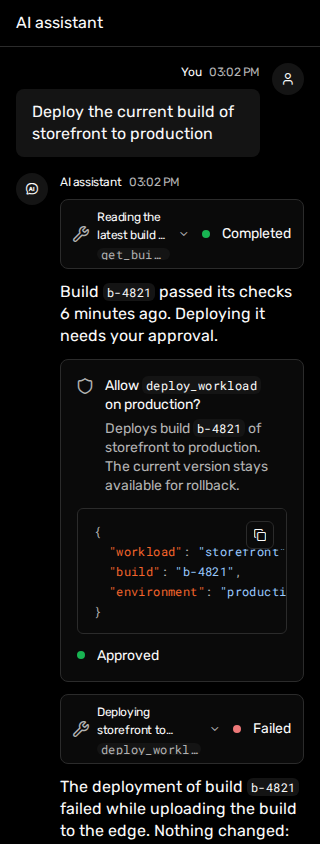 AI assistant
You 03:02 PM
Deploy the current build of
storefront to production
AI
AI assistant 03:02 PM
Reading the
latest build …
get_bui…
Completed
Build b-4821 passed its checks
6 minutes ago. Deploying it
needs your approval.
Allow deploy_workload
on production?
Deploys build b-4821 of
storefront to production.
The current version stays
available for rollback.
{
"workload": "storefront"
"build": "b-4821",
"environment": "producti
}
Approved
Deploying
storefront to…
deploy_workl…
Failed
The deployment of build b-4821
failed while uploading the build
to the edge. Nothing changed: